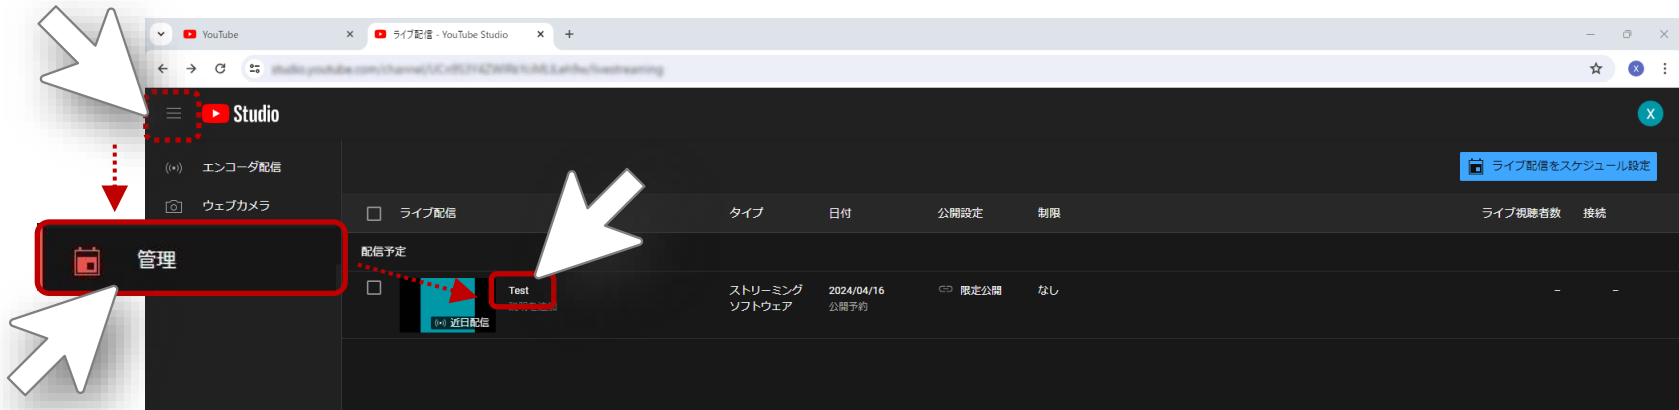 YouTube
ライブ配信 - YouTube Studio
Studio
X
エンコーダ配信
ライブ配信をスケジュール設定
ウェブカメラ
管理
ライブ配信 タイプ 日付 公開設定 制限 ライブ視聴者数 接続
配信予定
Test
近日配信
ストリーミング
ソフトウェア
2024/04/16
公開予約
限定公開
なし
–
–